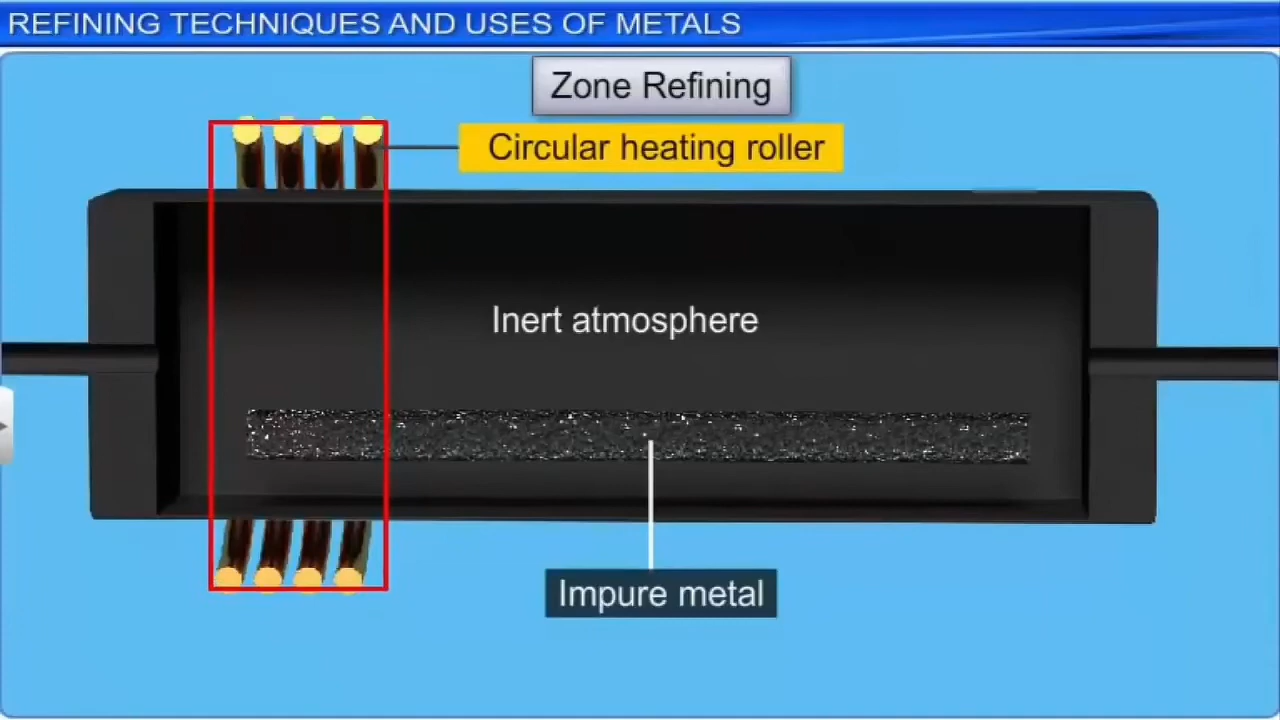 REFINING TECHNIQUES AND USES OF METALS
Zone Refining
Circular heating roller
Inert atmosphere
Impure metal